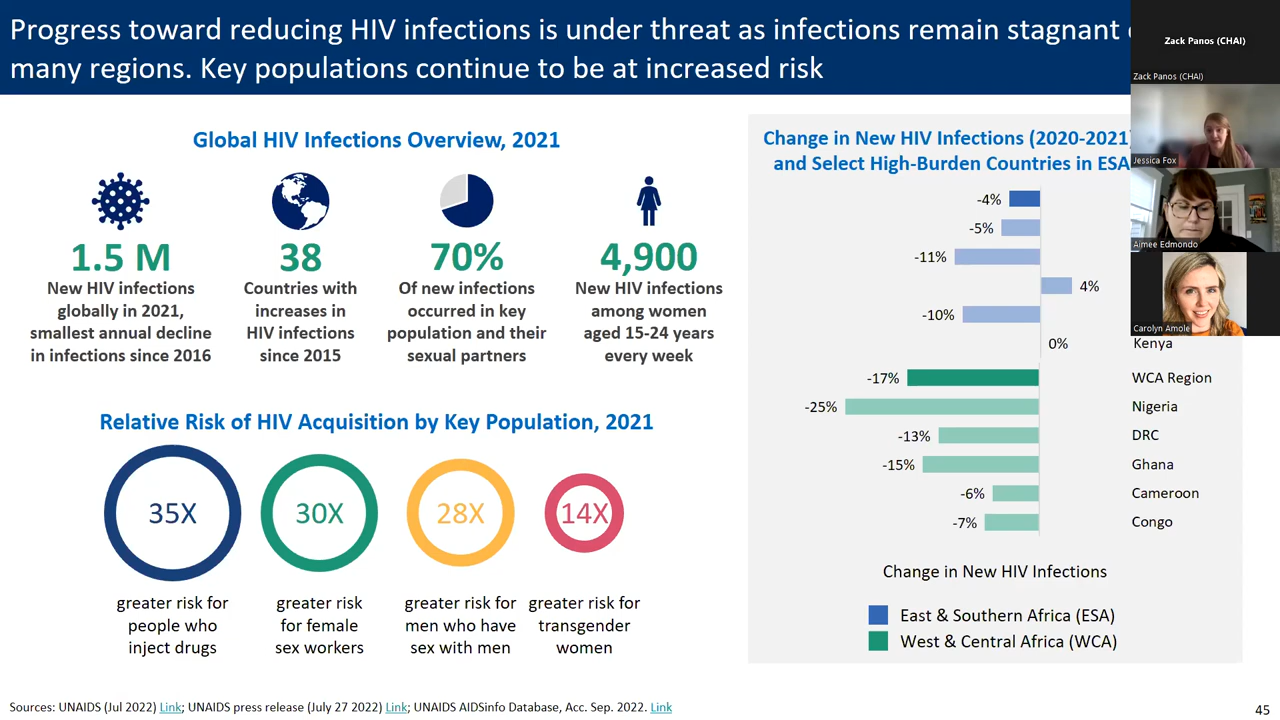 Progress toward reducing HIV infections is under threat as infections remain stagnant
many regions. Key populations continue to be at increased risk
Global HIV Infections Overview, 2021
1.5 M
New HIV infections
globally in 2021,
smallest annual decline
in infections since 2016
38
Countries with
increases in
HIV infections
since 2015
70%
Of new infections
occurred in key
population and their
sexual partners
4,900
New HIV infections
among women
aged 15-24 years
every week
Relative Risk of HIV Acquisition by Key Population, 2021
35X
greater risk for
people who
inject drugs
30X
greater risk
for female
sex workers
28X
greater risk for
men who have
sex with men
14X
greater risk for
transgender
women
Change in New HIV Infections (2020-2021)
and Select High-Burden Countries in ESA
-4%
-5%
-11%
4%
-10%
0% Kenya
-17% WCA Region
-25% Nigeria
-13% DRC
-15% Ghana
-6% Cameroon
-7% Congo
Change in New HIV Infections
East & Southern Africa (ESA)
West & Central Africa (WCA)
Zack Panos (CHAI)
Zack Panos (CHAI)
Jessica Fox
Aimee Edmondo
Carolyn Amole
Sources: UNAIDS (Jul 2022) Link; UNAIDS press release (July 27 2022) Link; UNAIDS AIDSinfo Database, Acc. Sep. 2022. Link
45